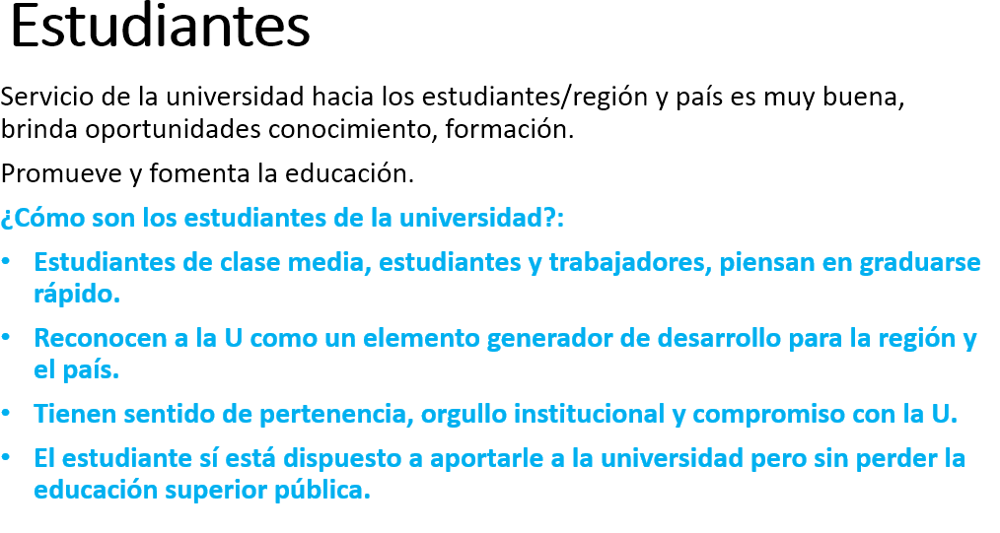 Estudiantes
Servicio de la universidad hacia los estudiantes/región y país es muy buena,
brinda oportunidades conocimiento, formación.
Promueve y fomenta la educación.
¿Cómo son los estudiantes de la universidad?:
• Estudiantes de clase media, estudiantes y trabajadores, piensan en graduarse
rápido.
• Reconocen a la U como un elemento generador de desarrollo para la región y
el país.
• Tienen sentido de pertenencia, orgullo institucional y compromiso con la U.
• El estudiante sí está dispuesto a aportarle a la universidad pero sin perder la
educación superior pública.